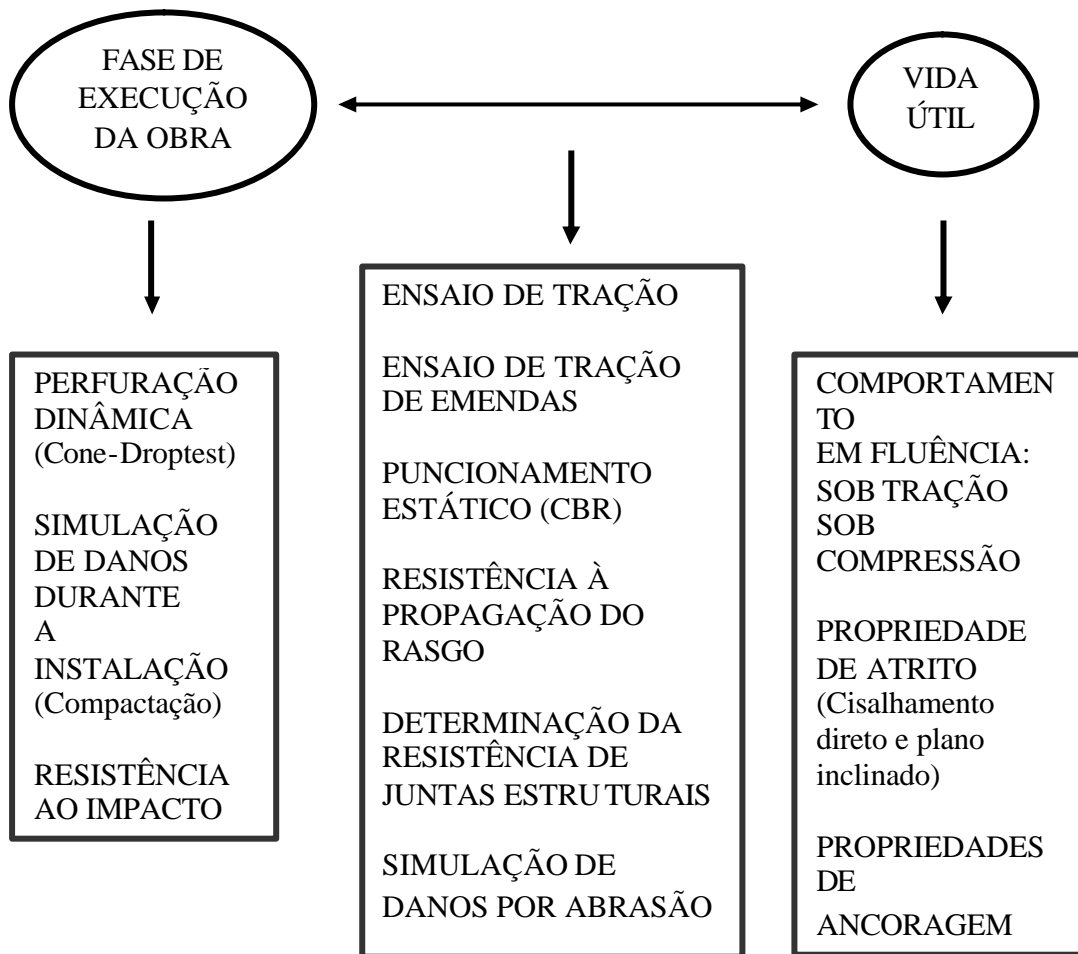 FASE DE
EXECUÇÃO
DA OBRA
VIDA
ÚTIL
PERFURAÇÃO
DINÂMICA
(Cone-Droptest)
SIMULAÇÃO
DE DANOS
DURANTE
A
INSTALAÇÃO
(Compactação)
RESISTÊNCIA
AO IMPACTO
ENSAIO DE TRAÇÃO
ENSAIO DE TRAÇÃO
DE EMENDAS
PUNCIONAMENTO
ESTÁTICO (CBR)
RESISTÊNCIA À
PROPAGAÇÃO DO
RASGO
DETERMINAÇÃO DA
RESISTÊNCIA DE
JUNTAS ESTRUTURAIS
SIMULAÇÃO DE
DANOS POR ABRASÃO
COMPORTAMEN
TO
EM FLUÊNCIA:
SOB TRAÇÃO
SOB
COMPRESSÃO
PROPRIEDADE
DE ATRITO
(Cisalhamento
direto e plano
inclinado)
PROPRIEDADES
DE
ANCORAGEM